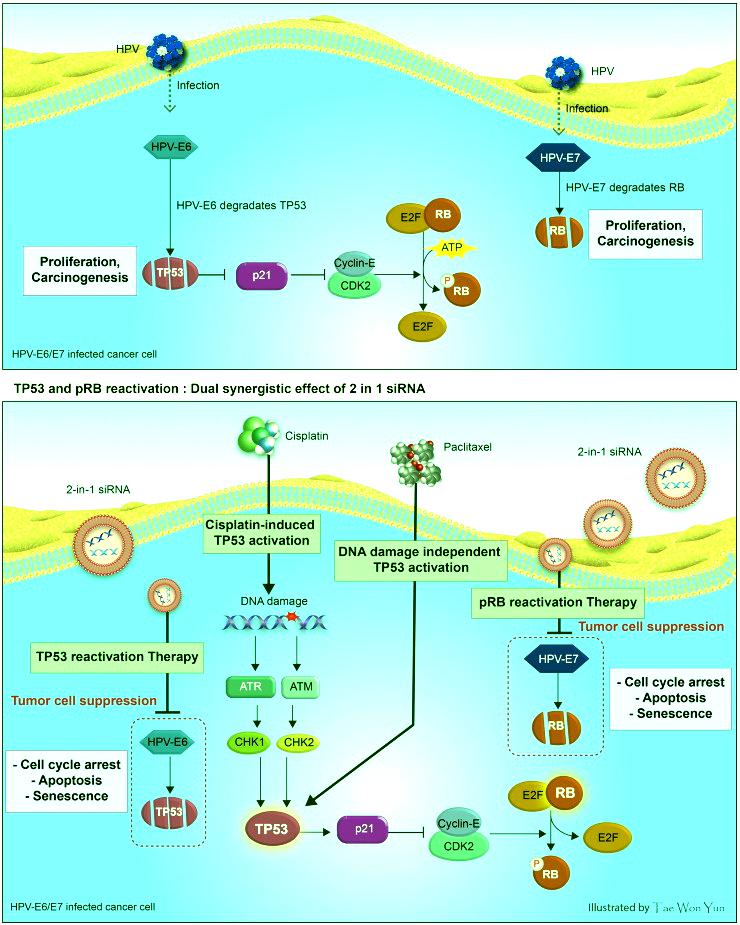 HPV
HPV
Infection
Infection
HPV-E6
HPV-E7
HPV-E6 degradates TP53
HPV-E7 degradates RB
E2F
RB
RB
Proliferation,
Carcinogenesis
Proliferation,
Carcinogenesis
ATP
TP53
p21
Cyclin-E
CDK2
P
RB
E2F
HPV-E6/E7 infected cancer cell
TP53 and pRB reactivation : Dual synergistic effect of 2 in 1 siRNA
Cisplatin
Paclitaxel
2-in-1 siRNA
2-in-1 siRNA
Cisplatin-induced
TP53 activation
DNA damage independent
TP53 activation
pRB reactivation Therapy
Tumor cell suppression
DNA damage
TP53 reactivation Therapy
HPV-E7
ATR
ATM
Tumor cell suppression
- Cell cycle arrest
- Apoptosis
- Senescence
RB
HPV-E6
CHK1
CHK2
- Cell cycle arrest
- Apoptosis
- Senescence
TP53
TP53
p21
Cyclin-E
CDK2
E2F
RB
E2F
P
RB
HPV-E6/E7 infected cancer cell
Illustrated by Tae Won Yun